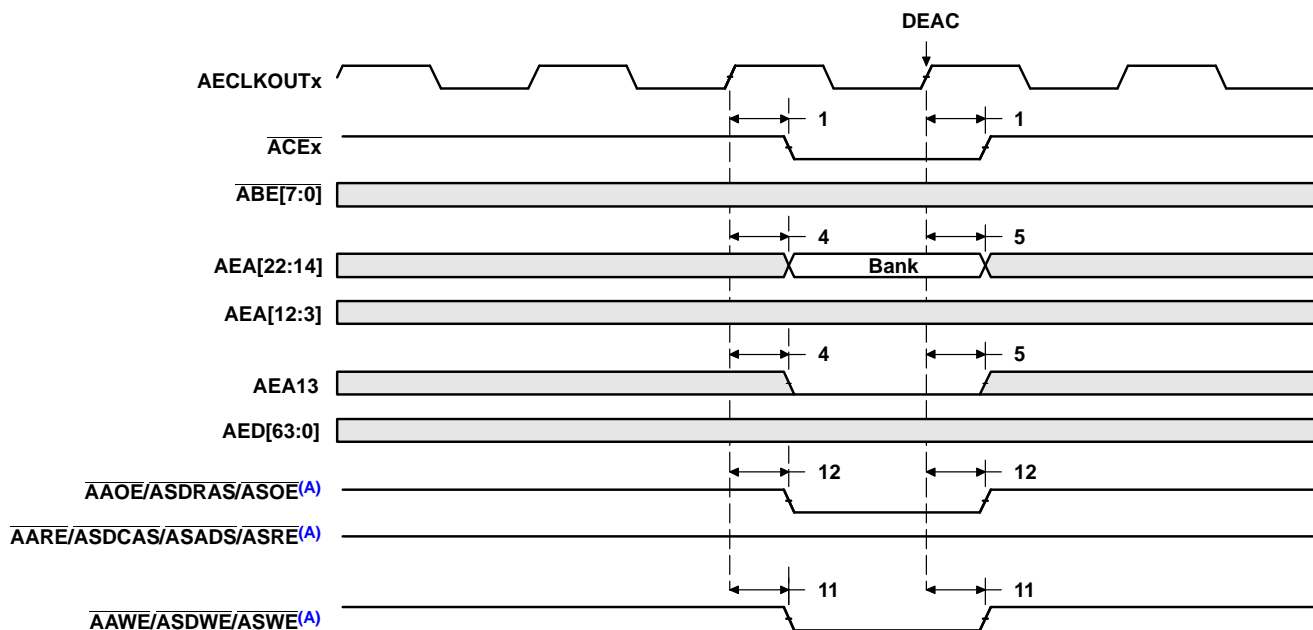 DEAC
AECLKOUTx
1 1
ACEx
ABE[7:0]
4 5
AEA[22:14] Bank
AEA[12:3]
4 5
AEA13
AED[63:0]
12 12
AAOE/ASDRAS/ASOE(A)
AARE/ASDCAS/ASADS/ASRE(A)
11 11
AAWE/ASDWE/ASWE(A)